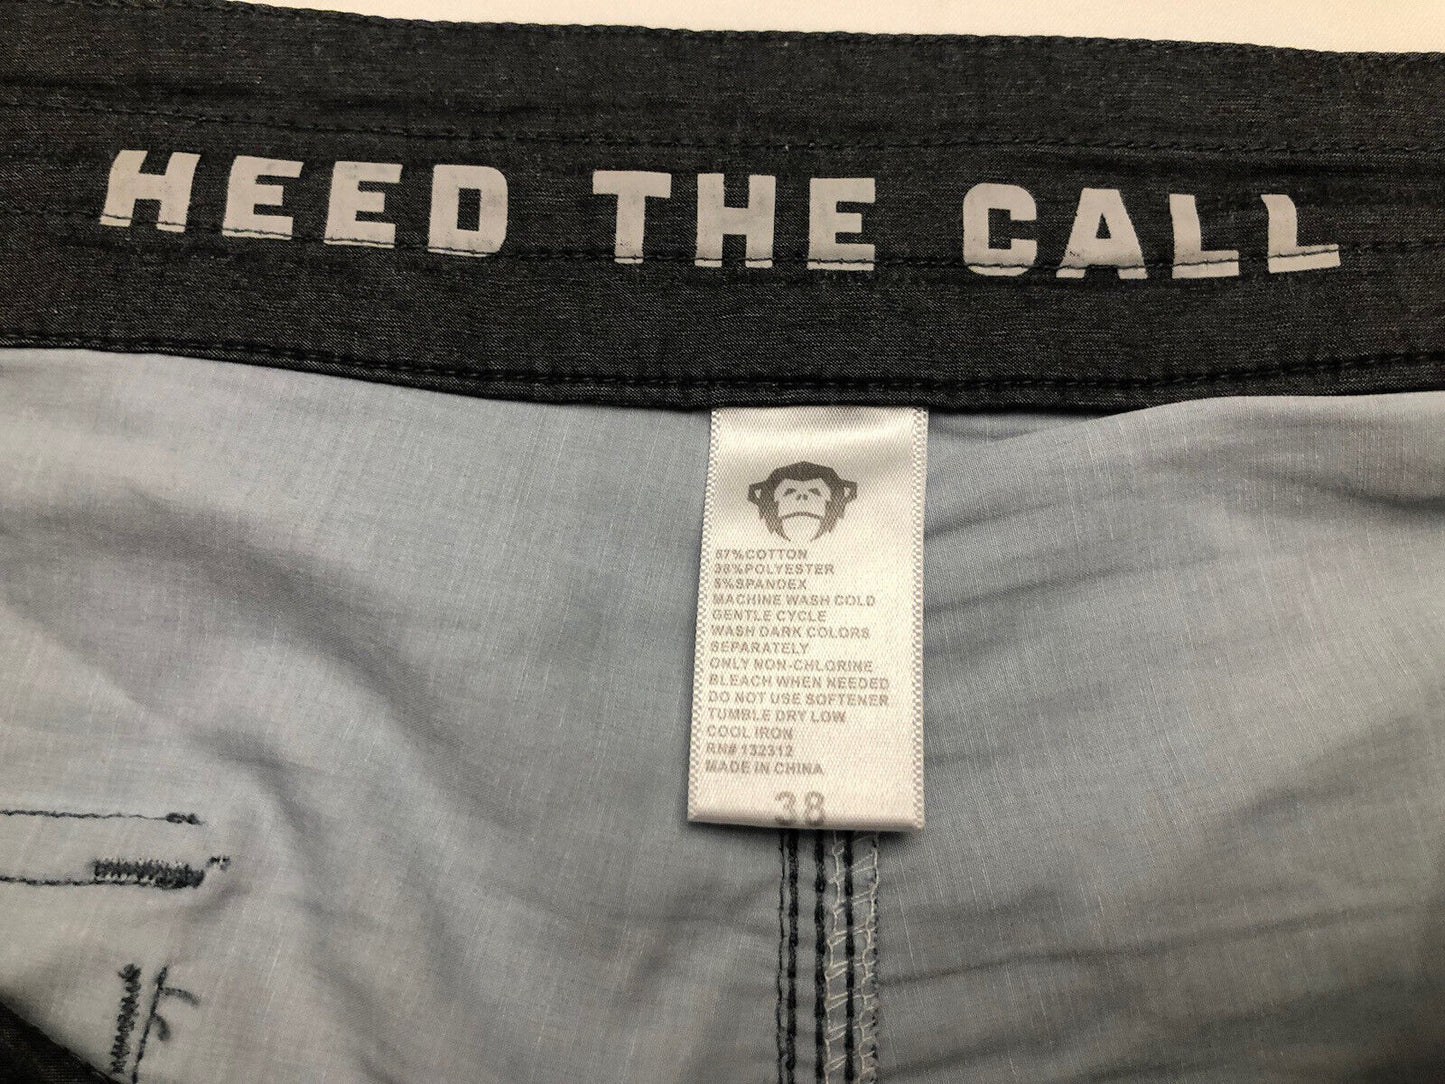 HEED THE CALL
57%COTTON
38%POLYESTER
5%SPANDEX
MACHINE WASH COLD
GENTLE CYCLE
WASH DARK COLORS
SEPARATELY
ONLY NON-CHLORINE
BLEACH WHEN NEEDED
DO NOT USE SOFTENER
TUMBLE DRY LOW
COOL IRON
RN# 132312
MADE IN CHINA
38